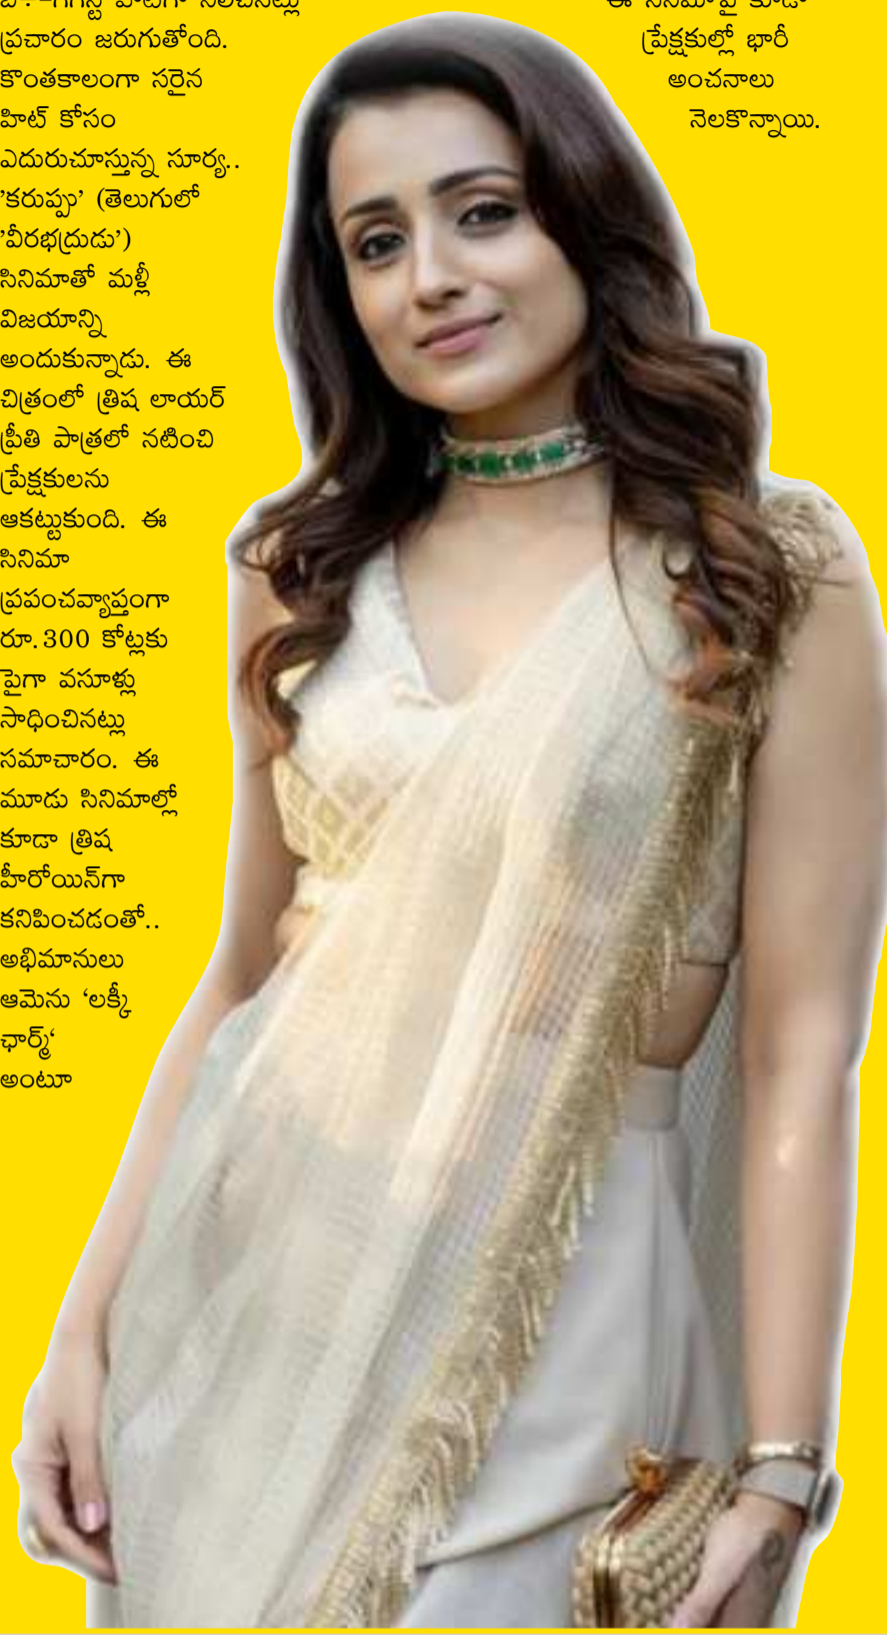 ప్రచారం జరుగుతోంది.
కొంతకాలంగా సరైన
హిట్ కోసం
ఎదురుచూస్తున్న సూర్య..
’కరుప్పు’ (తెలుగులో
’వీరభద్రుడు’)
సినిమాతో మళ్లీ
విజయాన్ని
అందుకున్నాడు. ఈ
చిత్రంలో త్రిష లాయర్
ప్రీతి పాత్రలో నటించి
ప్రేక్షకులను
ఆకట్టుకుంది. ఈ
సినిమా
ప్రపంచవ్యాప్తంగా
రూ.300 కోట్లకు
పైగా వసూళ్లు
సాధించినట్లు
సమాచారం. ఈ
మూడు సినిమాల్లో
కూడా త్రిష
హీరోయిన్‌గా
కనిపించడంతో..
అభిమానులు
ఆమెను ‘లక్కీ
ఛార్మ్‘
అంటూ
ఈ సినిమాపై కూడా
ప్రేక్షకుల్లో భారీ
అంచనాలు
నెలకొన్నాయి.